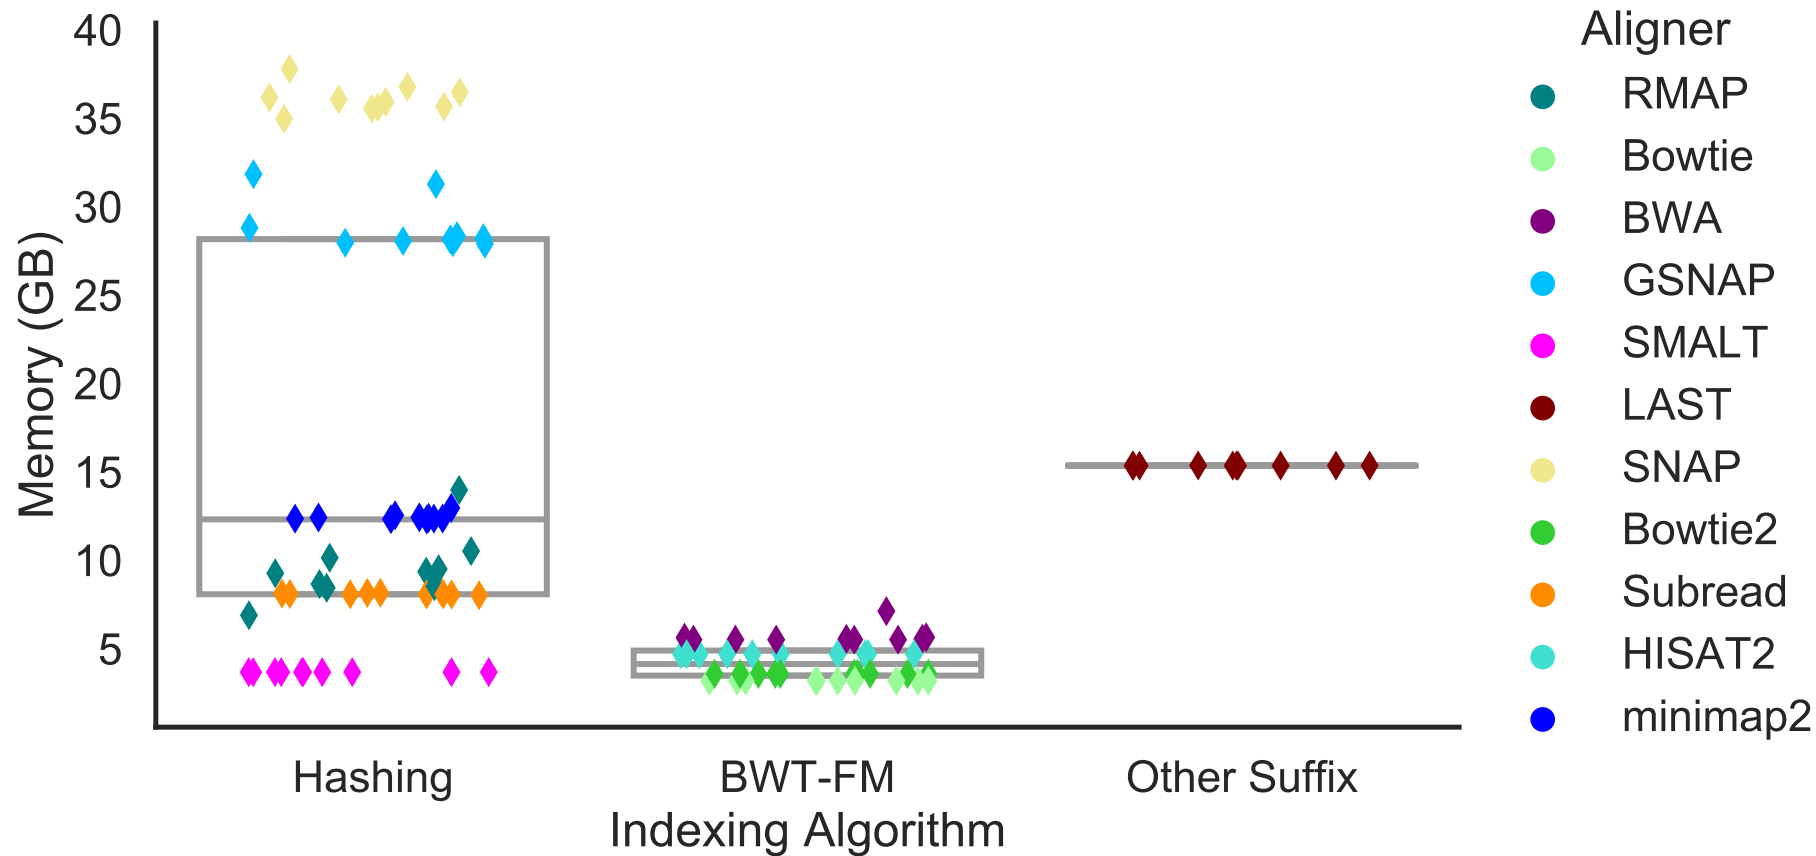 40
35
30
25
20
15
10
5
Memory (GB)
Hashing
BWT-FM
Other Suffix
Indexing Algorithm
Aligner
RMAP
Bowtie
BWA
GSNAP
SMALT
LAST
SNAP
Bowtie2
Subread
HISAT2
minimap2